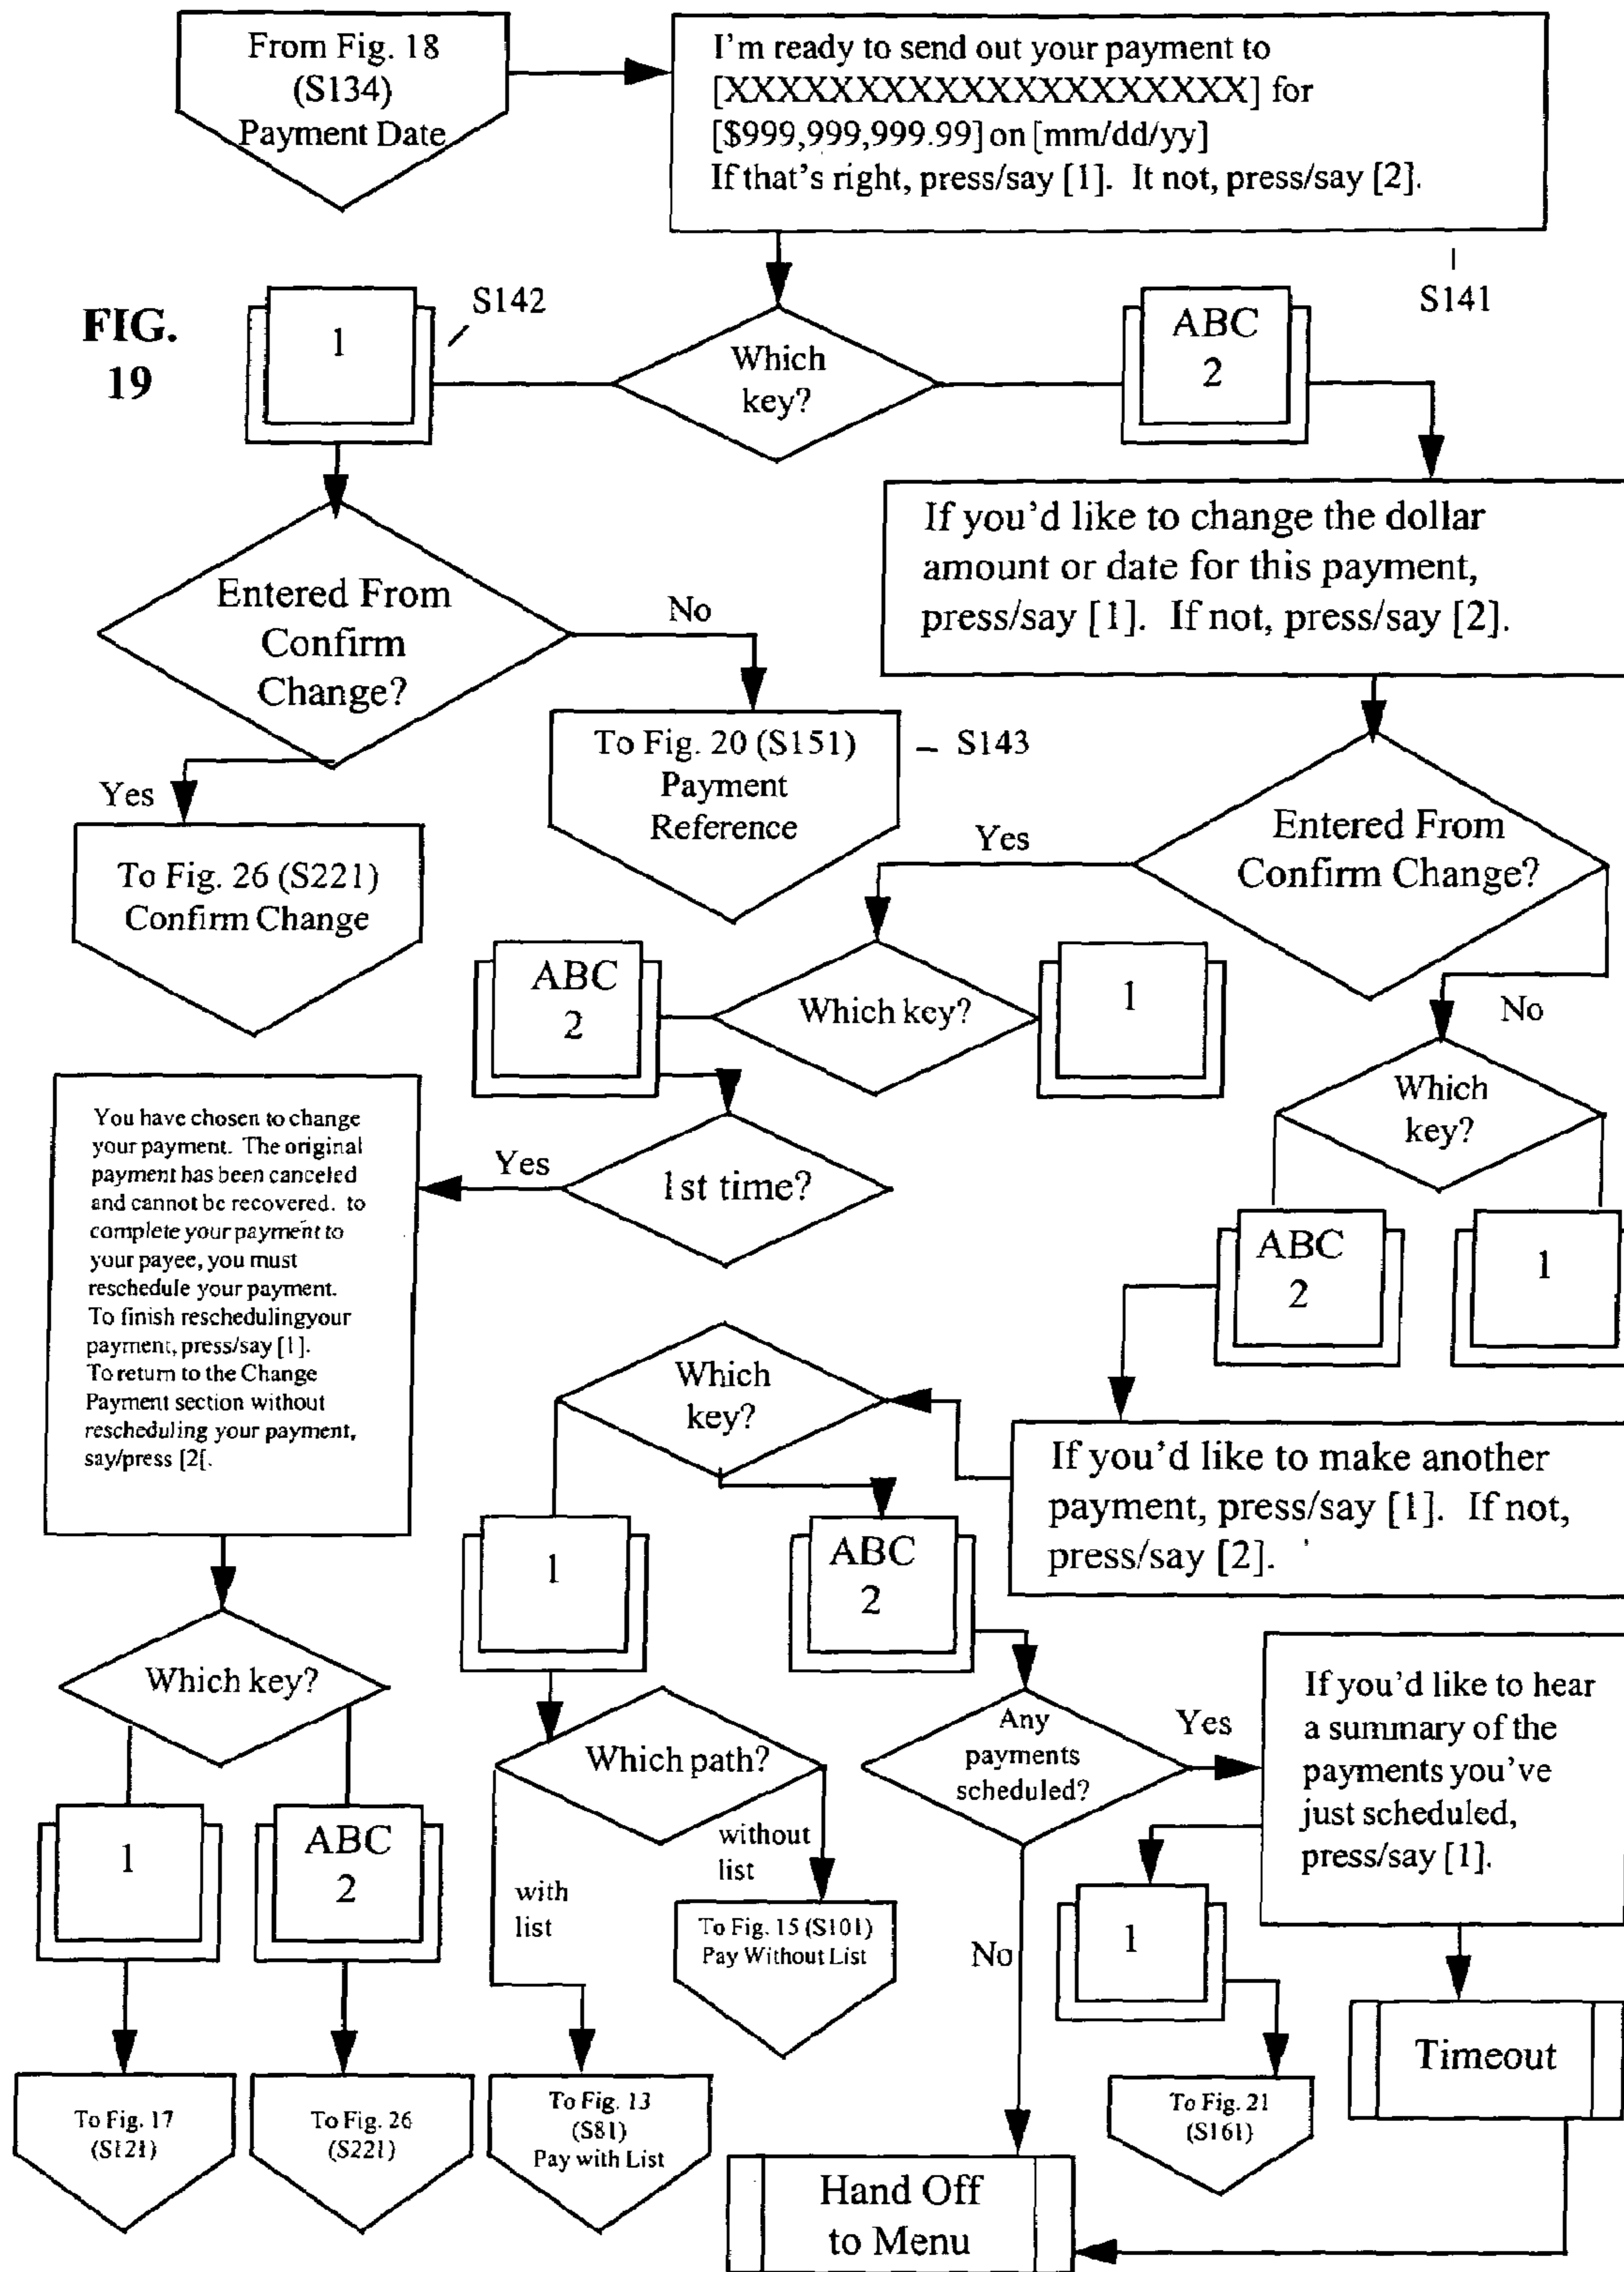 From Fig. 18
(S134)
Payment Date
I'm ready to send out your payment to
[XXXXXXXXXXXXXXXXXXXX] for
[$999,999,999.99] on [mm/dd/yy]
If that's right, press/say [1]. It not, press/say [2].
S141
FIG.
19
1
S142
Which
key?
ABC
2
If you'd like to change the dollar
amount or date for this payment,
press/say [1]. If not, press/say [2].
Entered From
Confirm
Change?
No
Yes
To Fig. 20 (S151)
Payment
Reference
S143
To Fig. 26 (S221)
Confirm Change
Entered From
Confirm Change?
Yes
No
ABC
2
Which key?
1
Which
key?
ABC
2
1
1st time?
Yes
You have chosen to change
your payment. The original
payment has been canceled
and cannot be recovered. to
complete your payment to
your payee, you must
reschedule your payment.
To finish reschedulingyour
payment, press/say [1].
To return to the Change
Payment section without
rescheduling your payment,
say/press [2[.
Which
key?
If you'd like to make another
payment, press/say [1]. If not,
press/say [2].
1
ABC
2
Which key?
1
ABC
2
Which path?
with
list
without
list
To Fig. 15 (S101)
Pay Without List
Any
payments
scheduled?
Yes
No
If you'd like to hear
a summary of the
payments you've
just scheduled,
press/say [1].
1
Timeout
To Fig. 17
(S121)
To Fig. 26
(S221)
To Fig. 13
(S81)
Pay with List
To Fig. 21
(S161)
Hand Off
to Menu